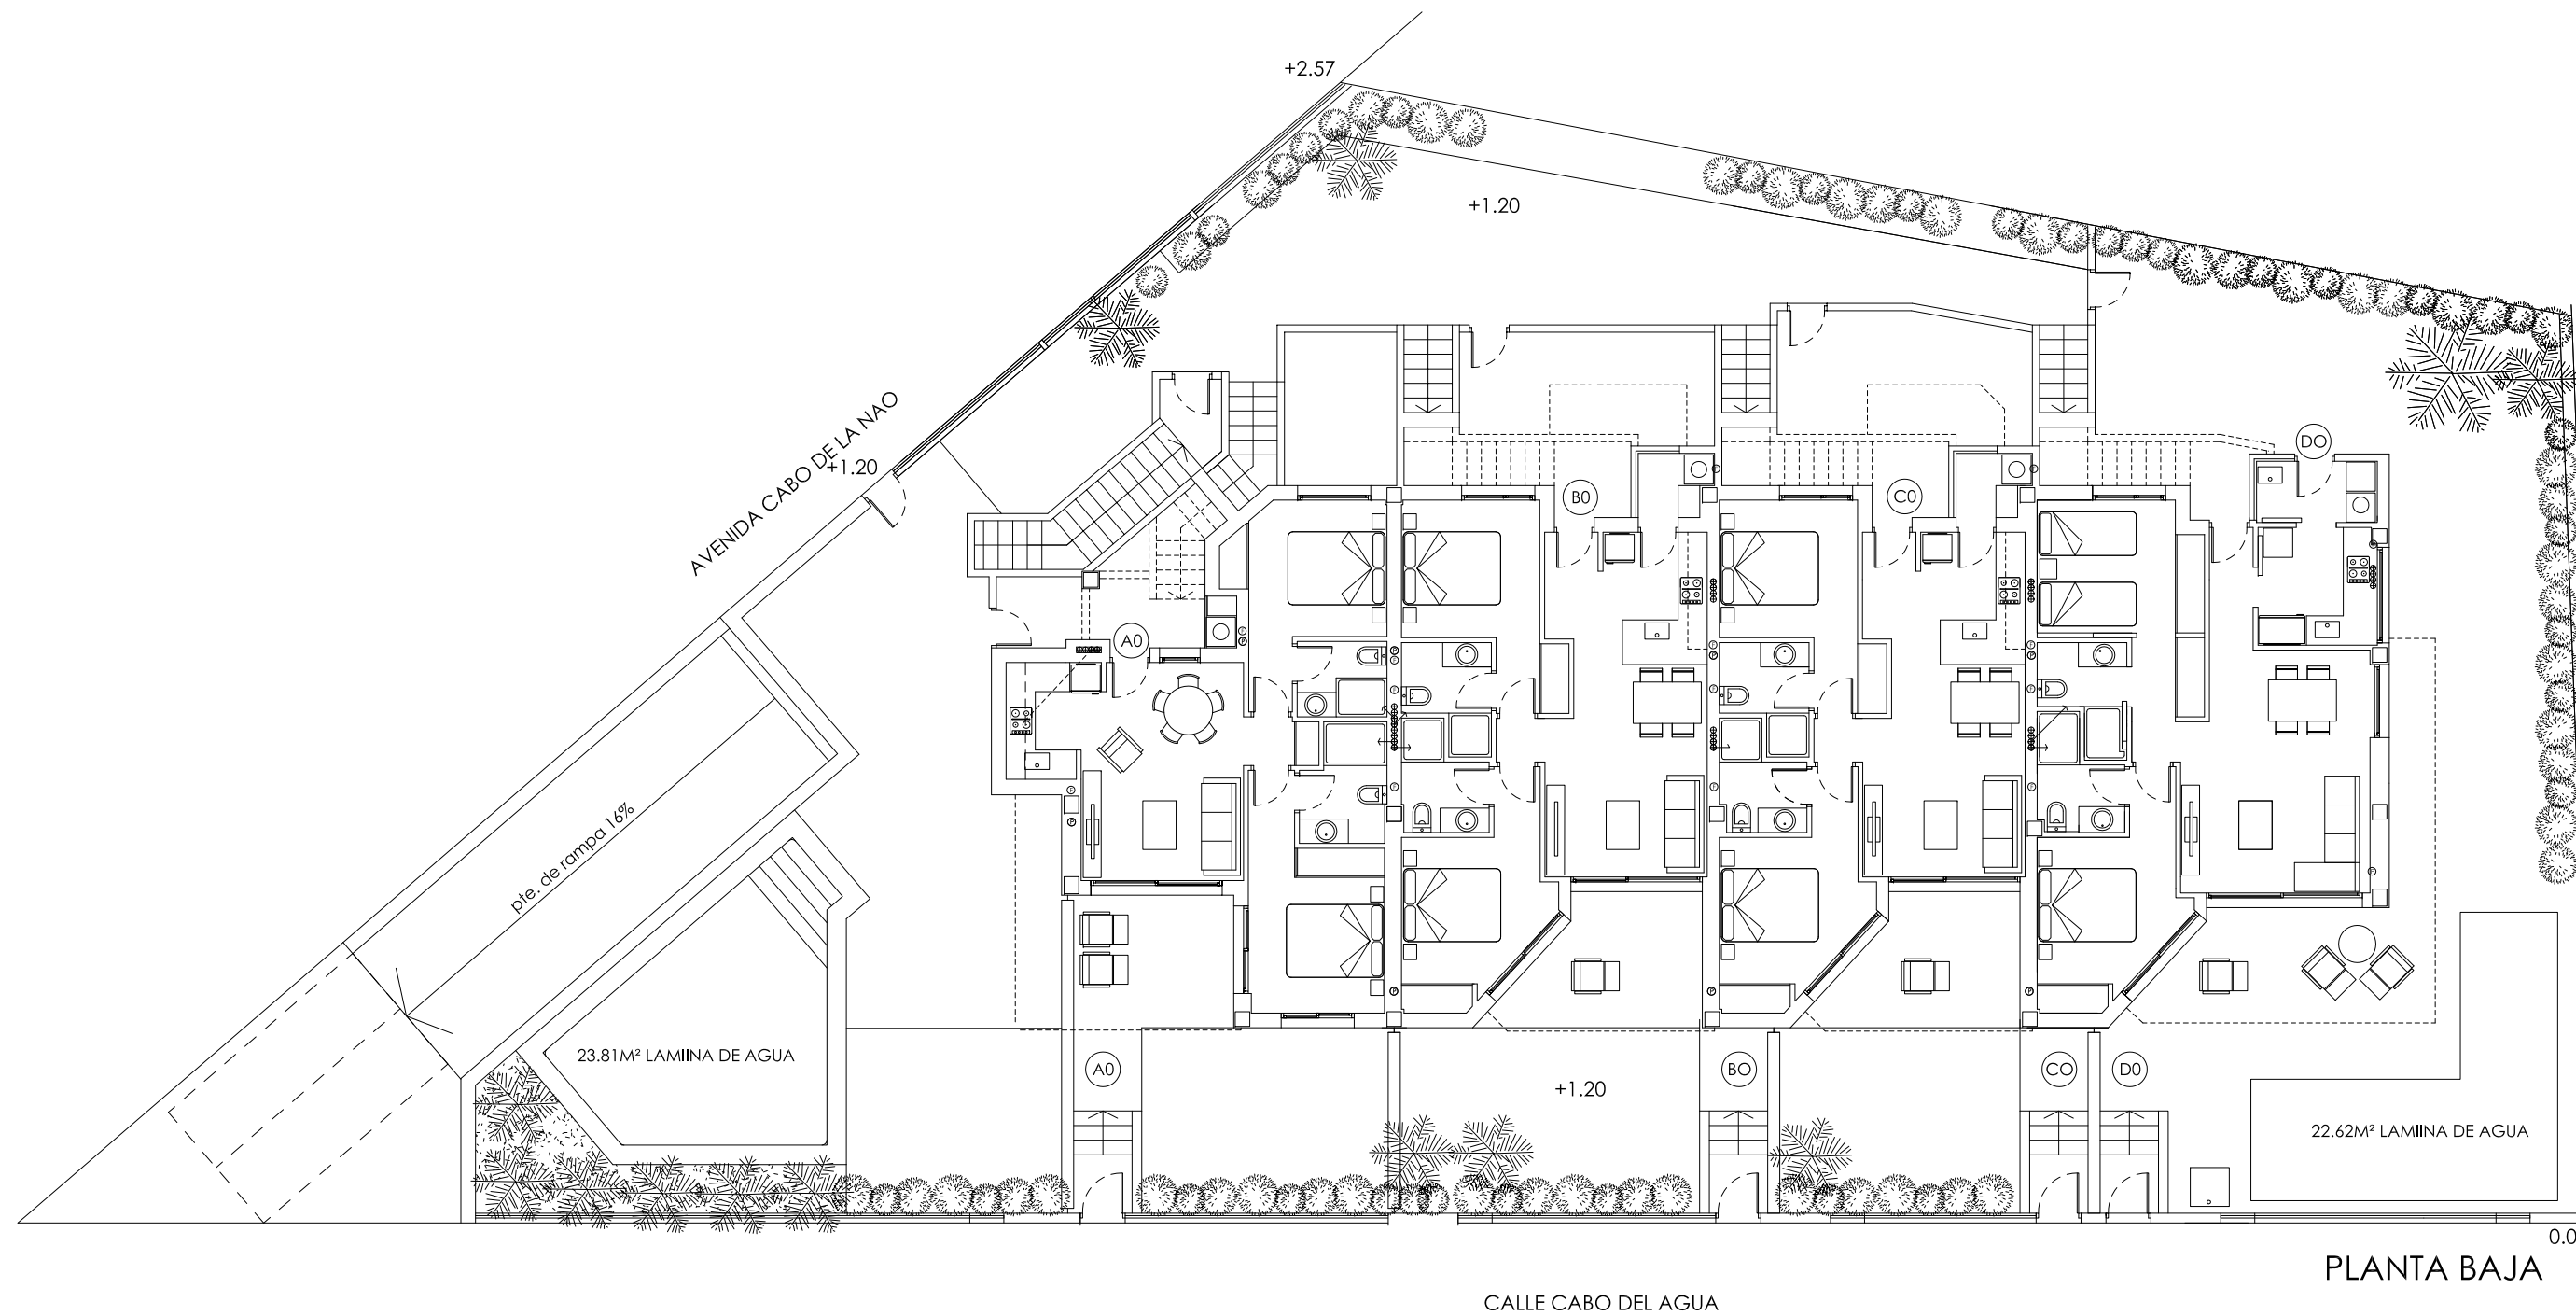 +2.57
+1.20
AVENIDA CABO DE LA NAO
+1.20
DO
B0
C0
A0
pte. de rampa 16%
23.81M² LAMIINA DE AGUA
A0
BO
CO
D0
+1.20
22.62M² LAMIINA DE AGUA
0.0
PLANTA BAJA
CALLE CABO DEL AGUA